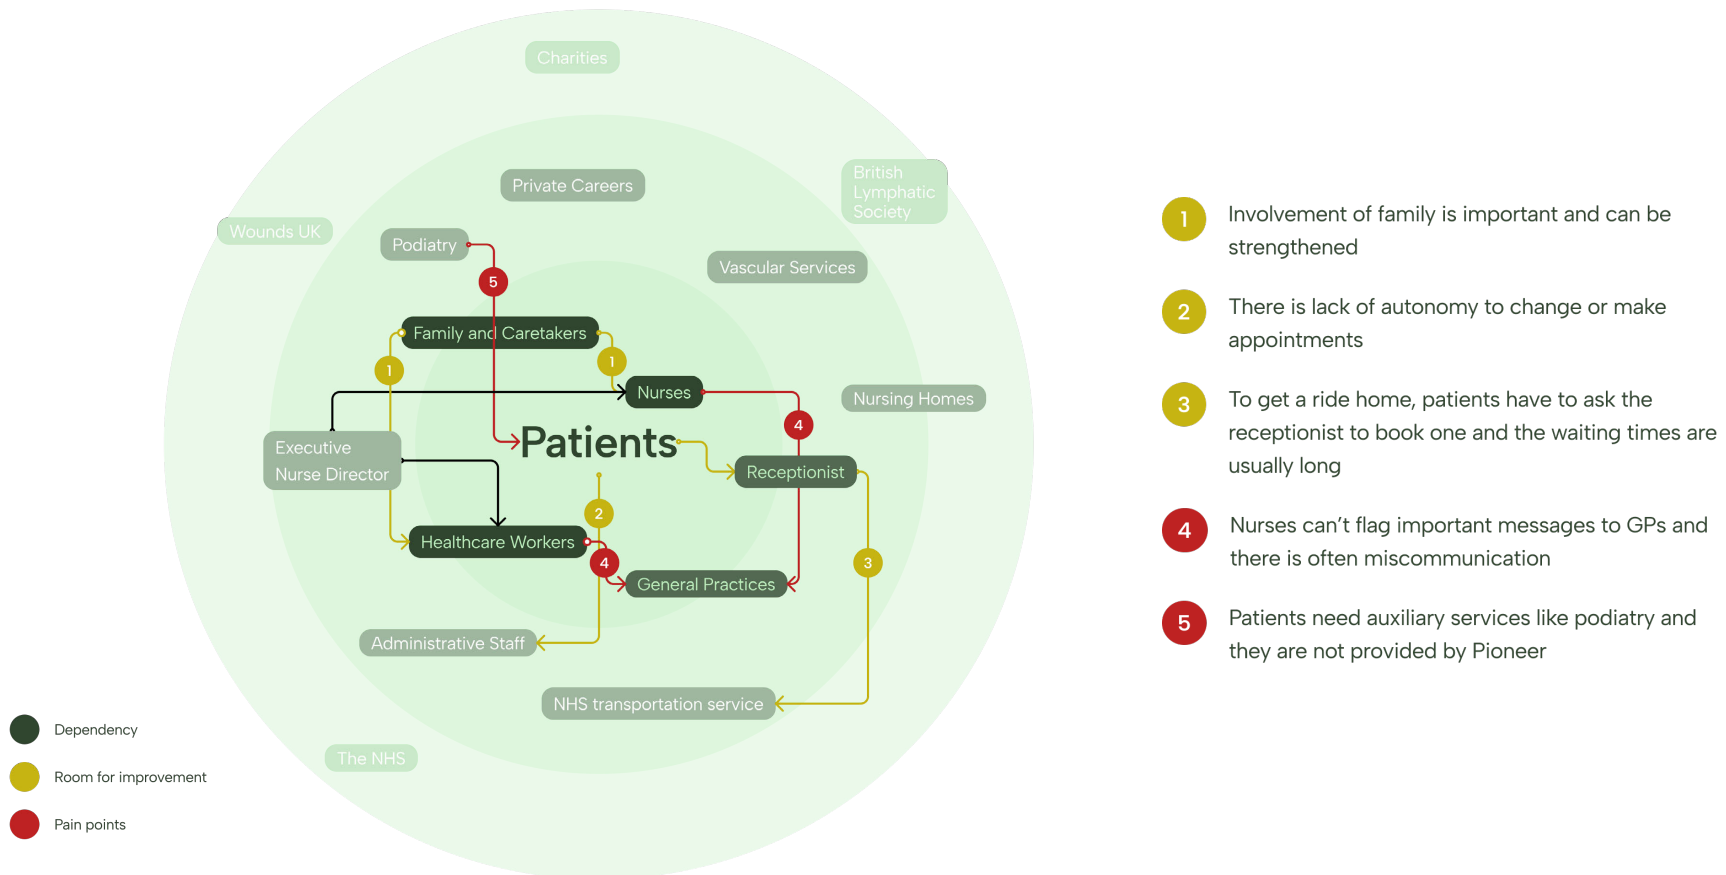 Charities
British
Lymphatic
Society
Private Careers
Wounds UK
Podiatry
Vascular Services
5
Family and Caretakers
1
1
Nurses
Nursing Homes
4
Patients
Executive
Nurse Director
Receptionist
2
Healthcare Workers
4
3
General Practices
Administrative Staff
NHS transportation service
The NHS
Dependency
Room for improvement
Pain points
1
Involvement of family is important and can be
strengthened
2
There is lack of autonomy to change or make
appointments
3
To get a ride home, patients have to ask the
receptionist to book one and the waiting times are
usually long
4
Nurses can’t flag important messages to GPs and
there is often miscommunication
5
Patients need auxiliary services like podiatry and
they are not provided by Pioneer